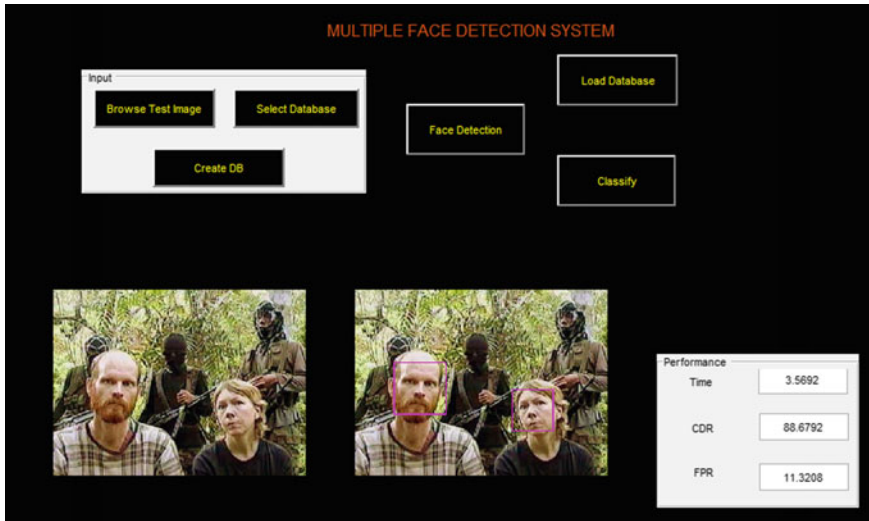 MULTIPLE FACE DETECTION SYSTEM
Input
Browse Test Image
Select Database
Create DB
Face Detection
Load Database
Classify
Performance
Time
3.5692
CDR
88.6792
FPR
11.3208